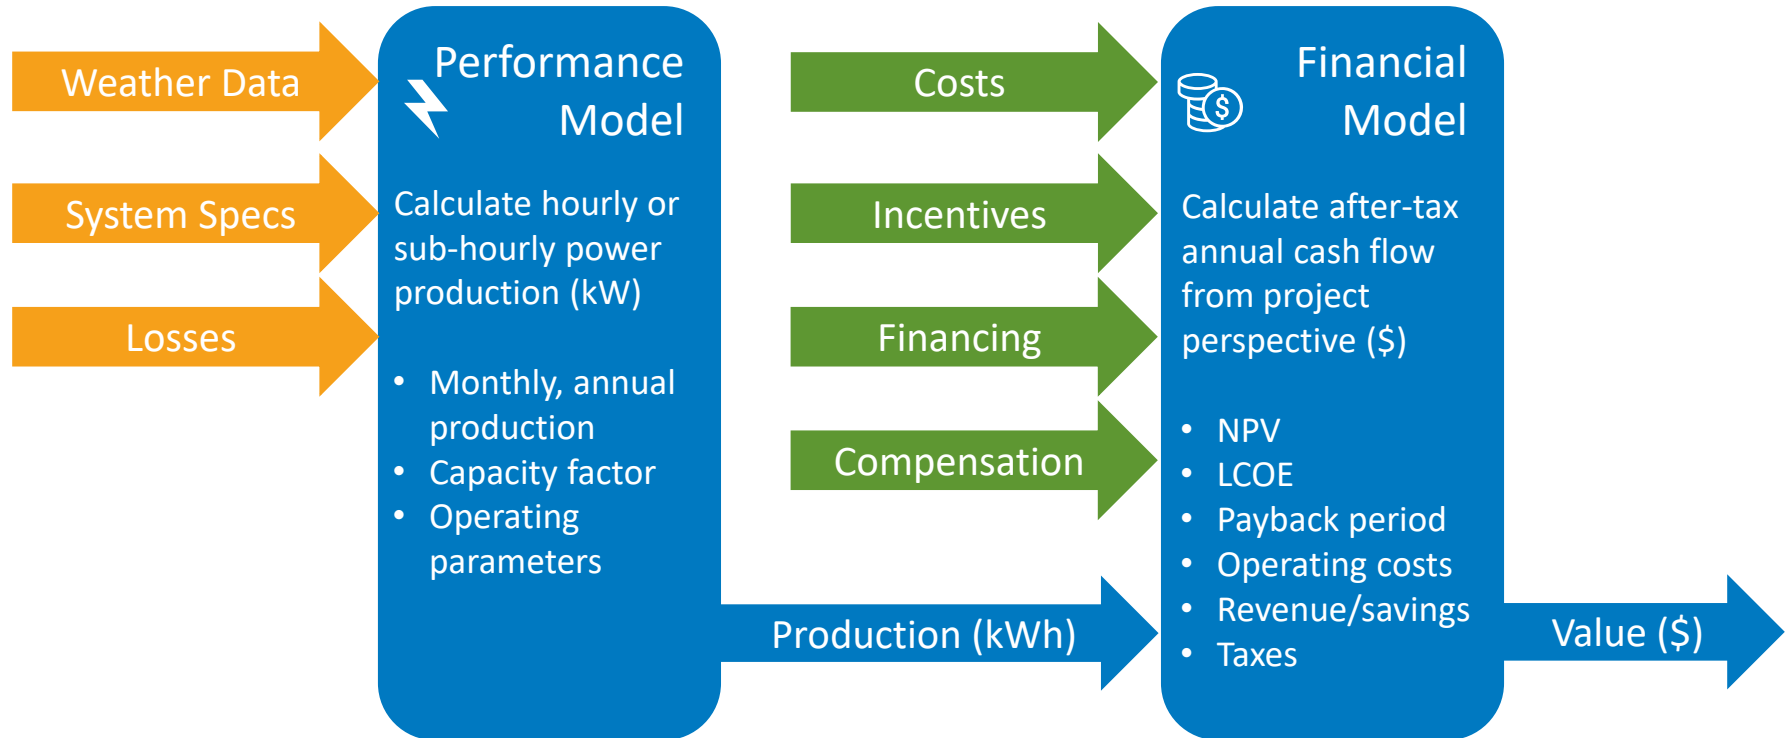 Weather Data
System Specs
Losses
Performance
Model
Calculate hourly or
sub-hourly power
production (kW)
• Monthly, annual
production
• Capacity factor
• Operating
parameters
Production (kWh)
Costs
Incentives
Financing
Compensation
Financial
Model
$
Calculate after-tax
annual cash flow
from project
perspective ($)
• NPV
• LCOE
• Payback period
• Operating costs
• Revenue/savings
• Taxes
Value ($)